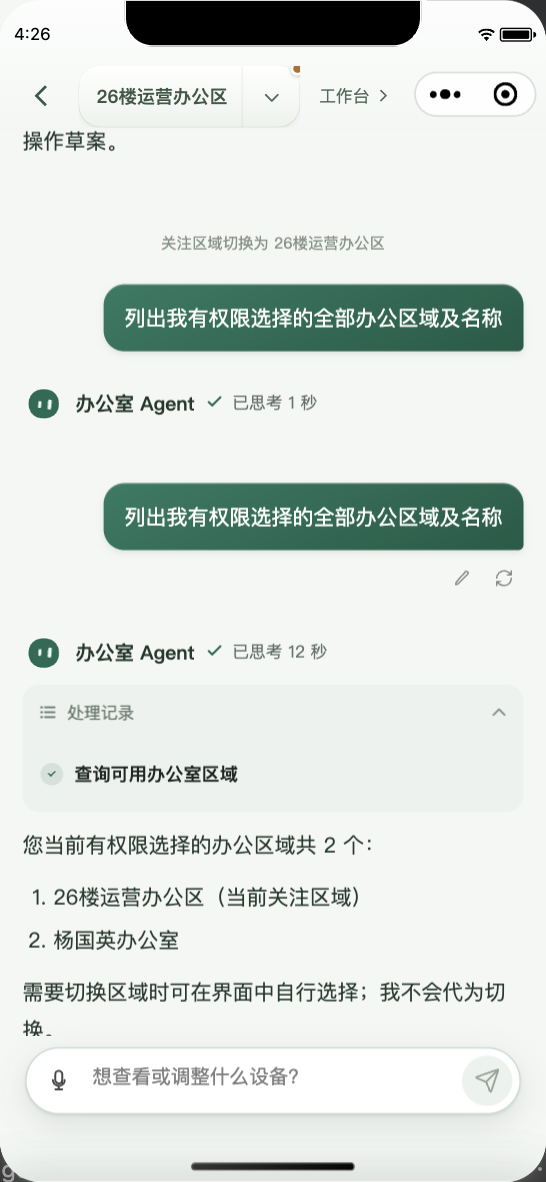 4:26
26楼运营办公区
工作台
操作草案。
关注区域切换为 26楼运营办公区
列出我有权限选择的全部办公区域及名称
办公室 Agent 已思考 1 秒
列出我有权限选择的全部办公区域及名称
办公室 Agent 已思考 12 秒
处理记录
查询可用办公室区域
您当前有权限选择的办公区域共 2 个：
1. 26楼运营办公区（当前关注区域）
2. 杨国英办公室
需要切换区域时可在界面中自行选择；我不会代为切
换。
想查看或调整什么设备?